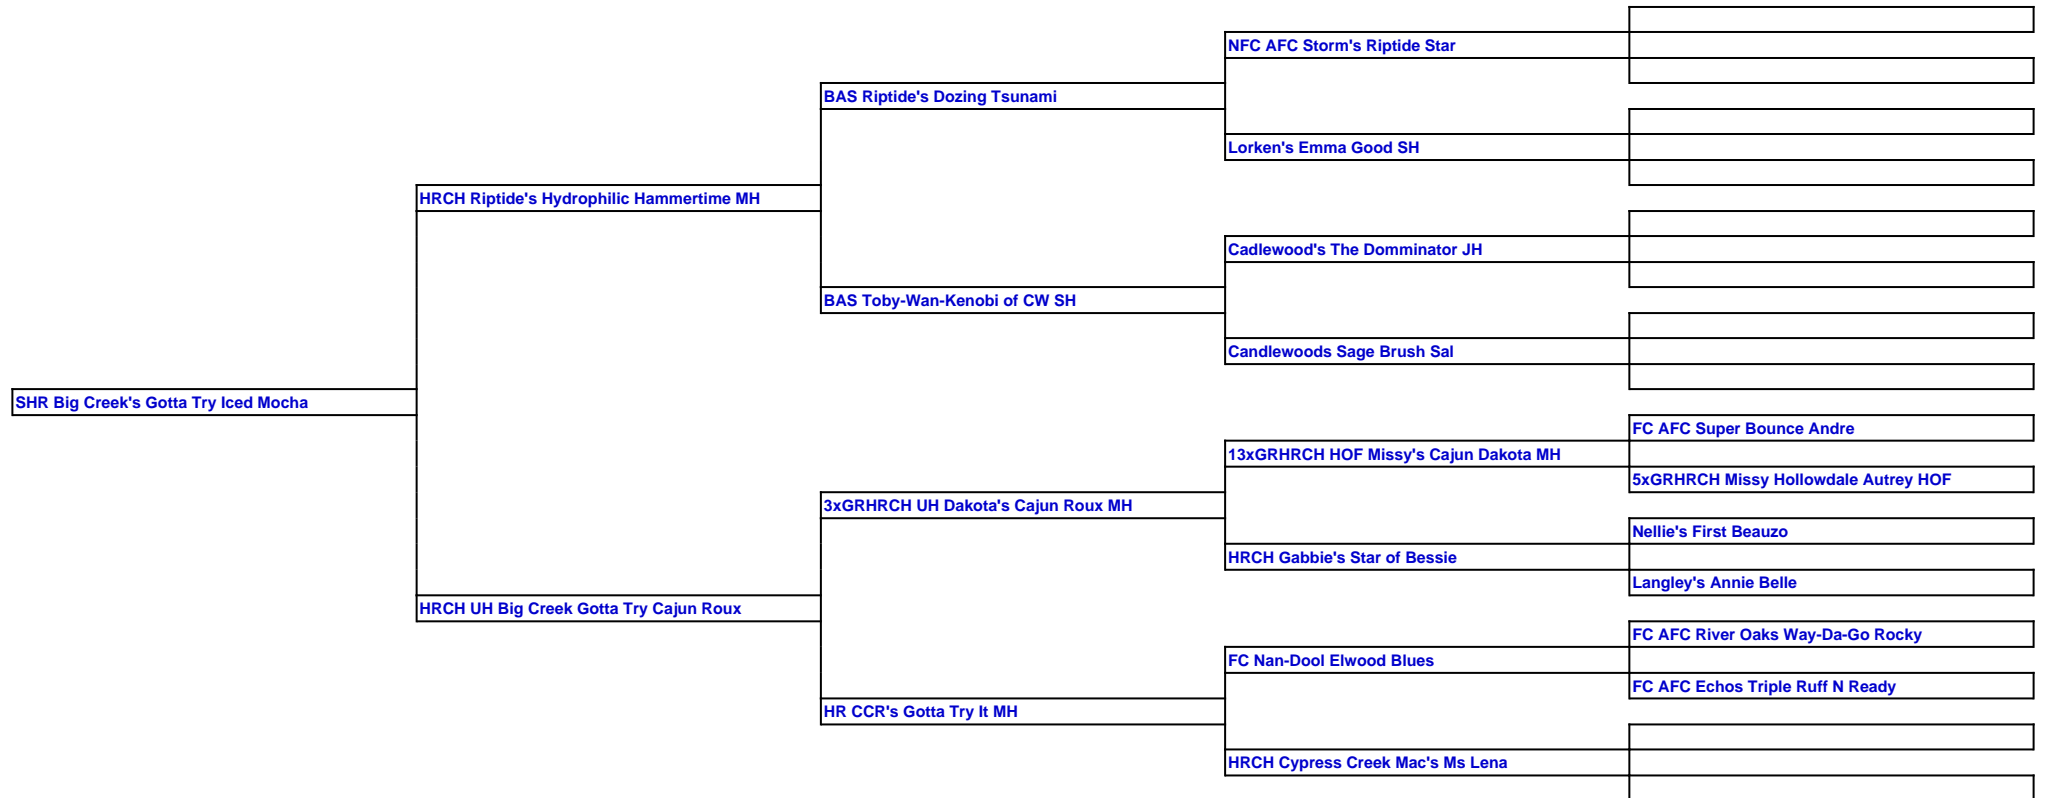 NFC AFC Storm's Riptide Star
BAS Riptide's Dozing Tsunami
Lorken's Emma Good SH
HRCH Riptide's Hydrophilic Hammertime MH
Cadlewood's The Domminator JH
BAS Toby-Wan-Kenobi of CW SH
Candlewoods Sage Brush Sal
SHR Big Creek's Gotta Try Iced Mocha
FC AFC Super Bounce Andre
13xGRHRCH HOF Missy's Cajun Dakota MH
5xGRHRCH Missy Hollowdale Autrey HOF
3xGRHRCH UH Dakota's Cajun Roux MH
Nellie's First Beauzo
HRCH Gabbie's Star of Bessie
Langley's Annie Belle
HRCH UH Big Creek Gotta Try Cajun Roux
FC AFC River Oaks Way-Da-Go Rocky
FC Nan-Dool Elwood Blues
FC AFC Echos Triple Ruff N Ready
HR CCR's Gotta Try It MH
HRCH Cypress Creek Mac's Ms Lena